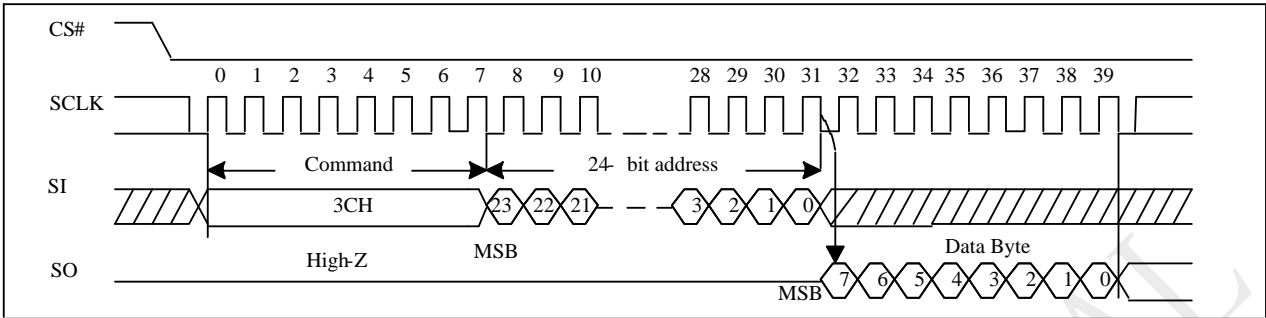 CS#
0 1 2 3 4 5 6 7 8 9 10 28 29 30 31 32 33 34 35 36 37 38 39
SCLK
Command 24- bit address
SI
3CH 23 22 21 3 2 1 0
High-Z MSB Data Byte
SO
MSB 7 6 5 4 3 2 1 0